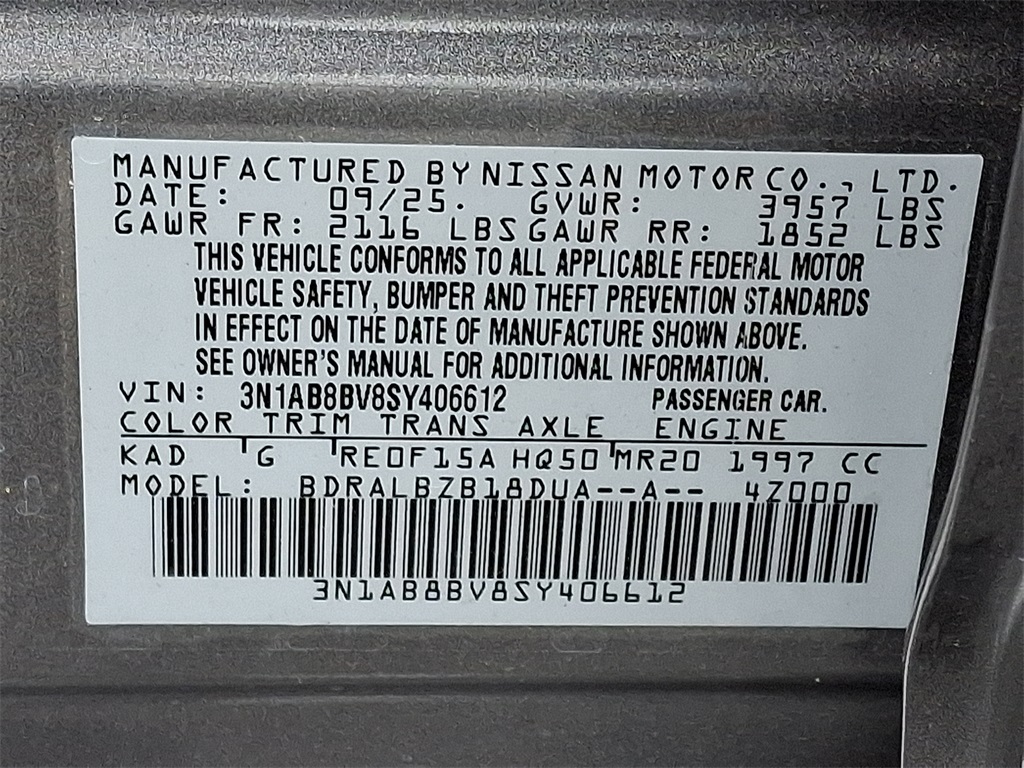 MANUFACTURED BY NISSAN MOTOR CO., LTD.
DATE: 09/25. GVWR: 3957 LBS
GAWR FR: 2116 LBS GAWR RR: 1852 LBS
THIS VEHICLE CONFORMS TO ALL APPLICABLE FEDERAL MOTOR
VEHICLE SAFETY, BUMPER AND THEFT PREVENTION STANDARDS
IN EFFECT ON THE DATE OF MANUFACTURE SHOWN ABOVE.
SEE OWNER'S MANUAL FOR ADDITIONAL INFORMATION.
VIN: 3N1AB8BV8SY406612 PASSENGER CAR.
COLOR TRIM TRANS AXLE ENGINE
KAD G RE0F15A HQ50 MR20 1997 CC
MODEL: BDRALBZB18DUA--A-- 4Z000
3N1AB8BV8SY406612